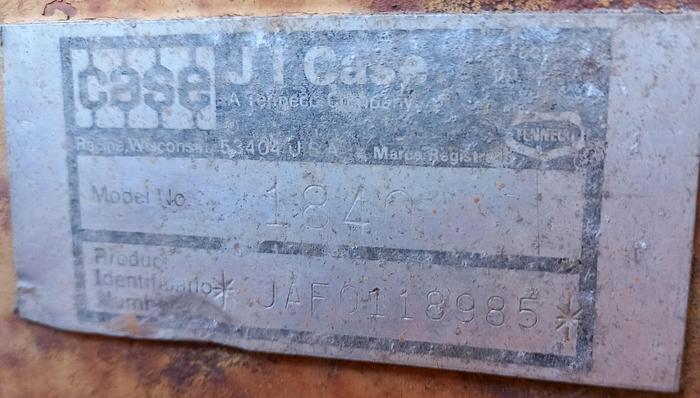 case
J I Case
A Tenneco Company
Racine, Wisconsin 53404 U.S.A. Marca Registrada
TENNECO
Model No. 1840
Product
Identification
Number *JAF0118985*